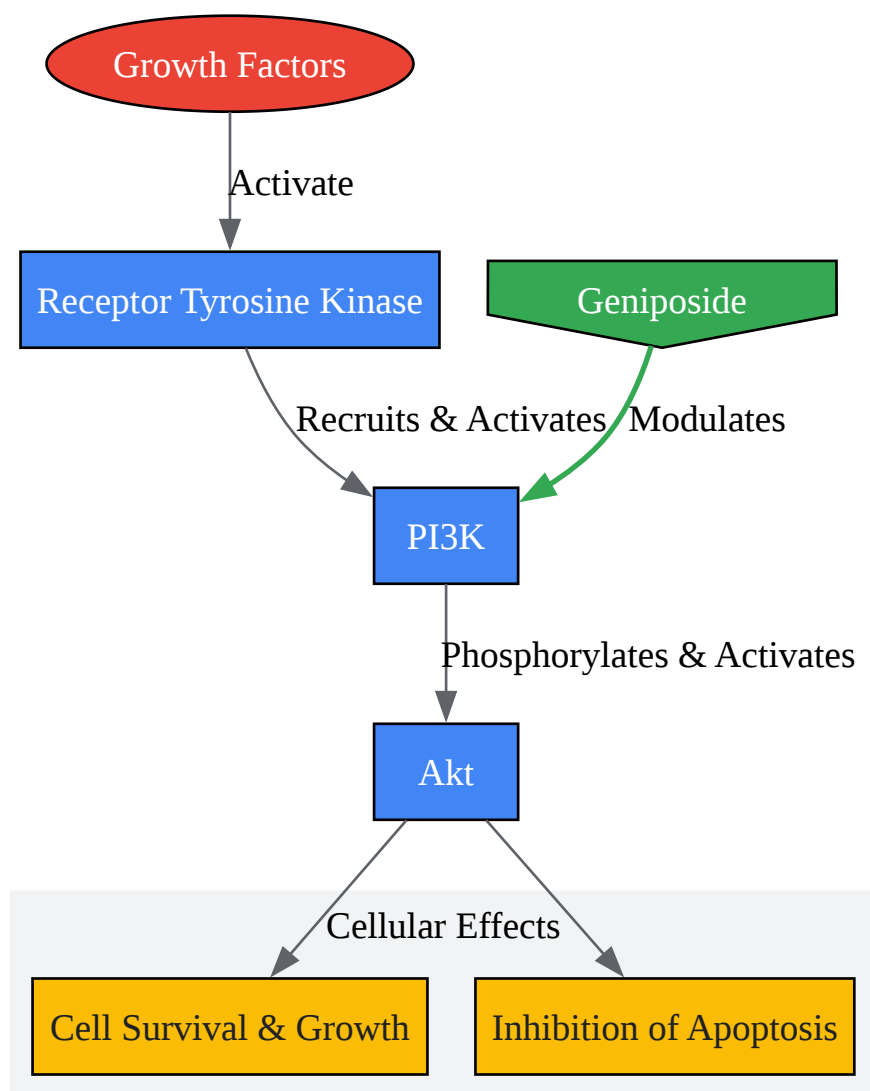 Growth Factors
Activate
Receptor Tyrosine Kinase
Geniposide
Recruits & Activates
Modulates
PI3K
Phosphorylates & Activates
Akt
Cellular Effects
Cell Survival & Growth
Inhibition of Apoptosis